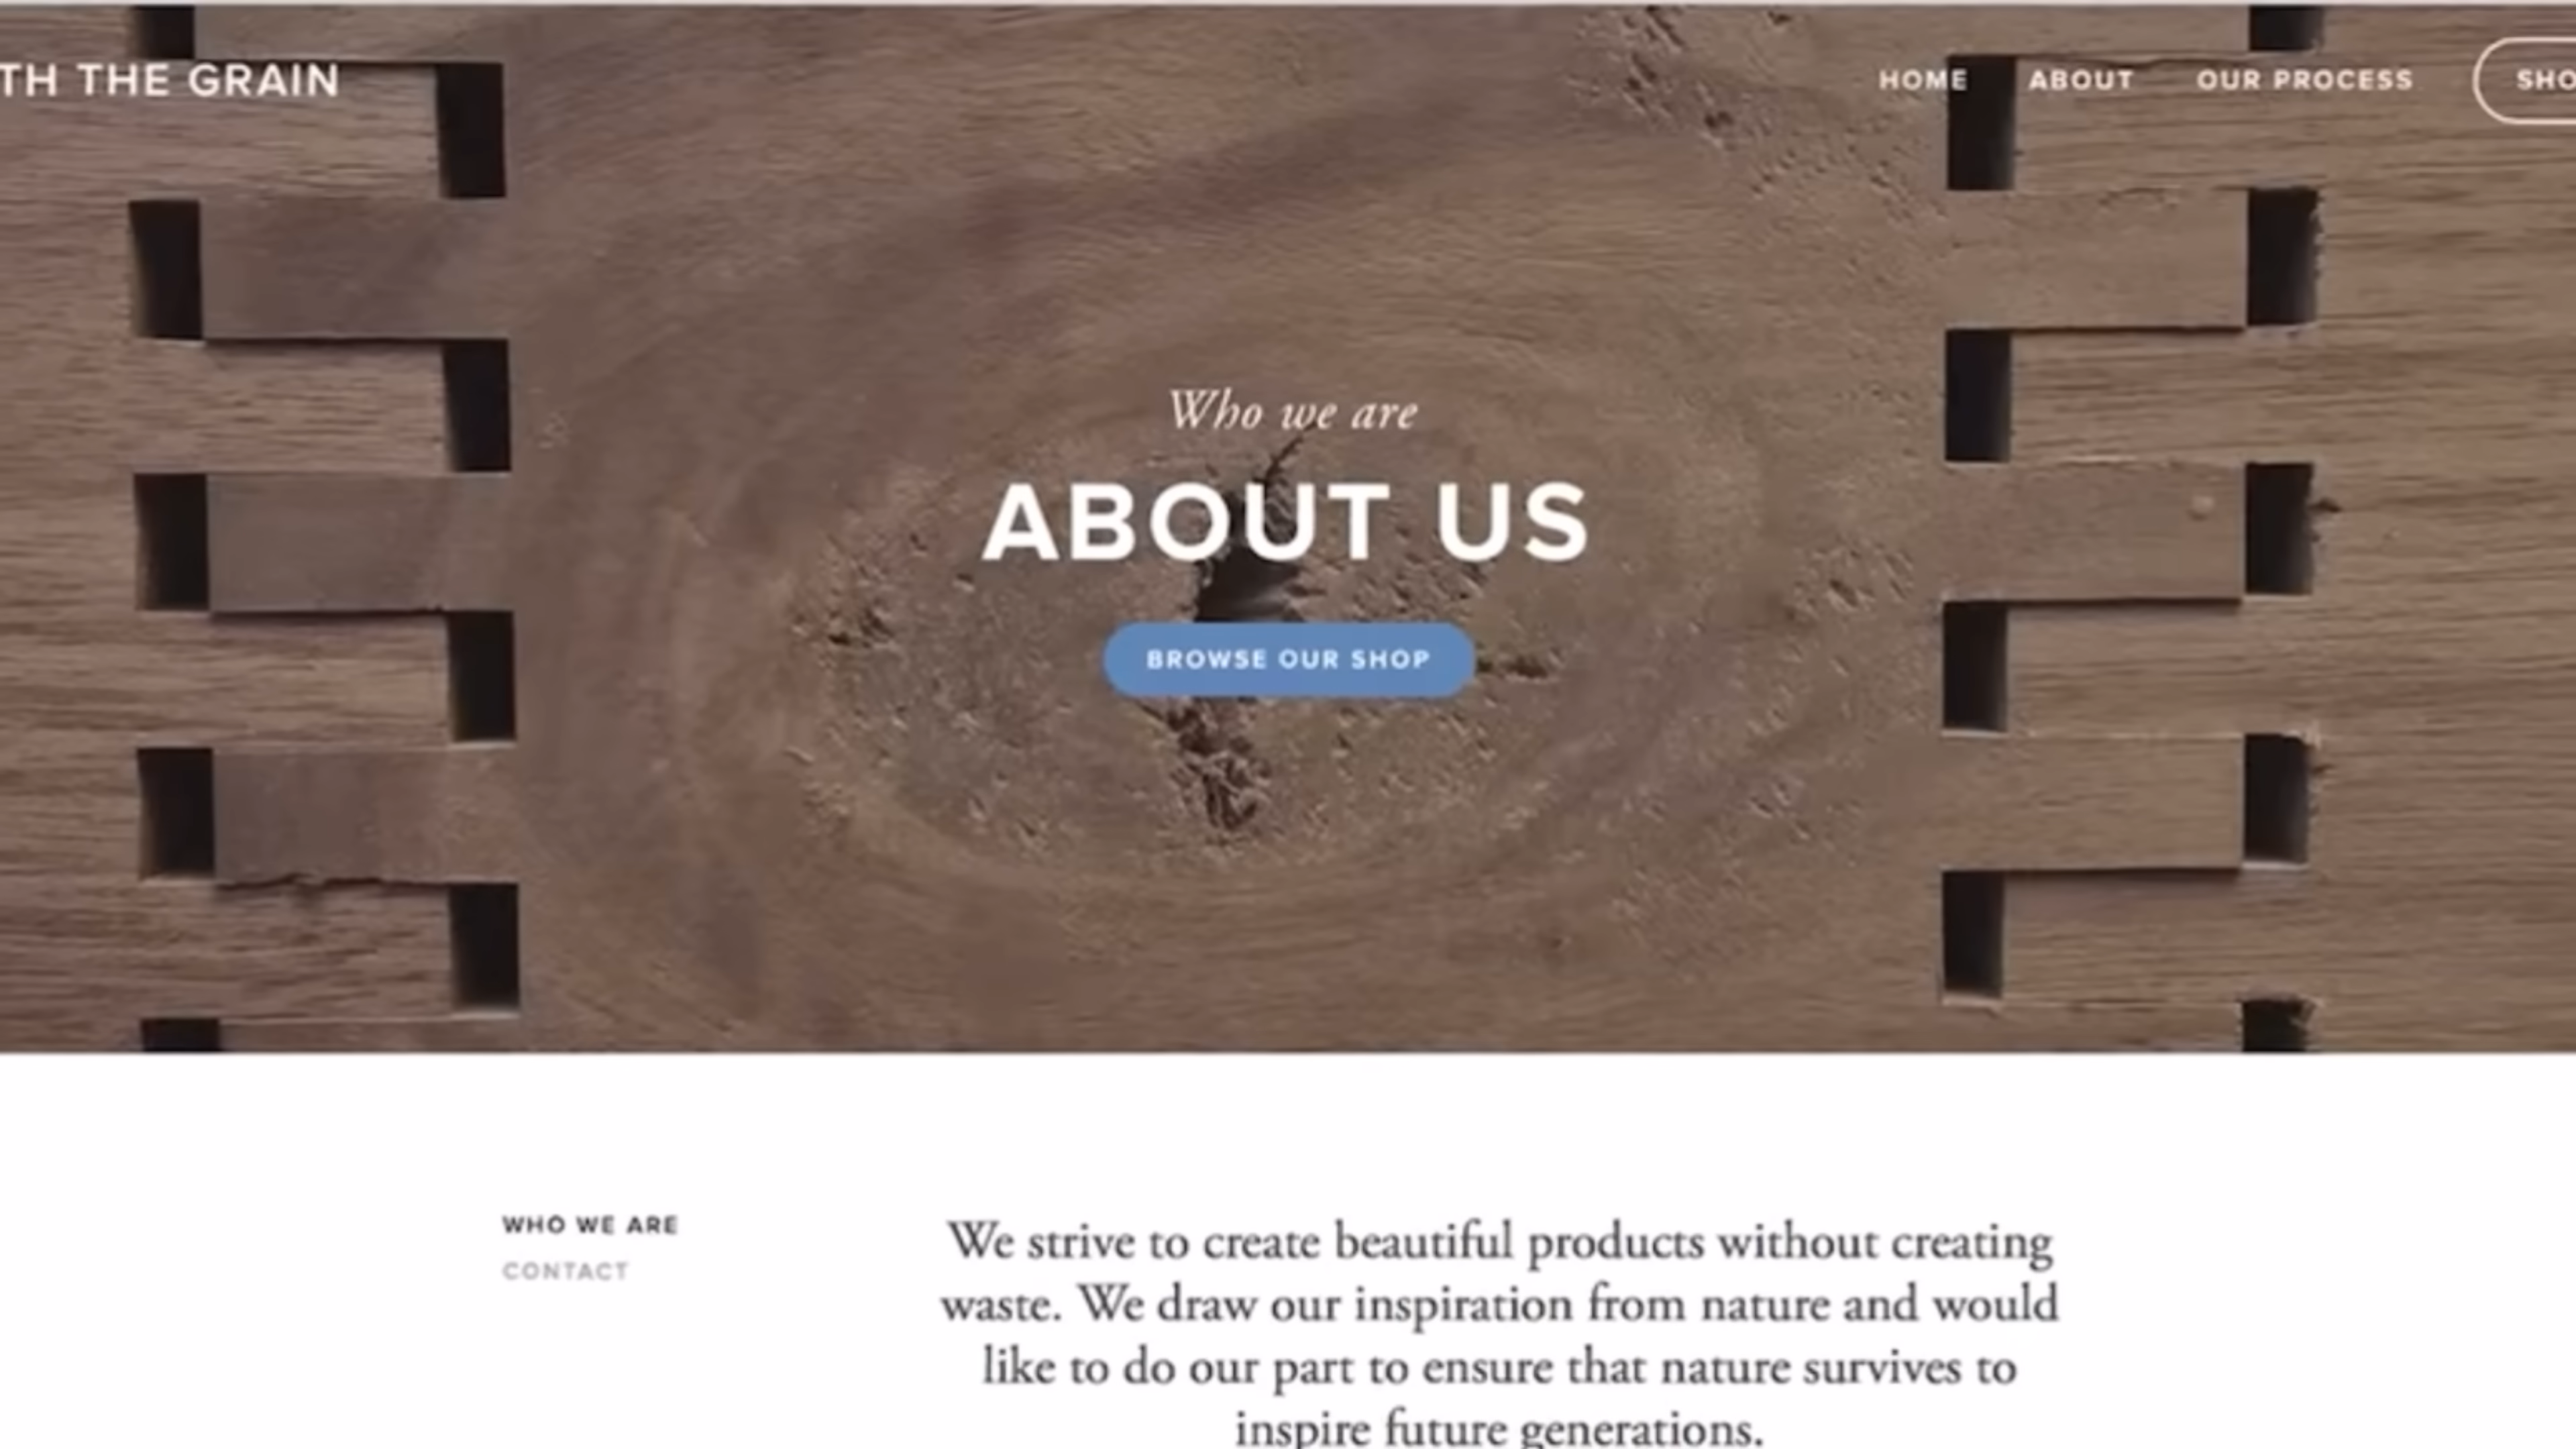 TH THE GRAIN
HOME ABOUT OUR PROCESS SHO
Who we are
ABOUT US
BROWSE OUR SHOP
WHO WE ARE
CONTACT
We strive to create beautiful products without creating
waste. We draw our inspiration from nature and would
like to do our part to ensure that nature survives to
inspire future generations.